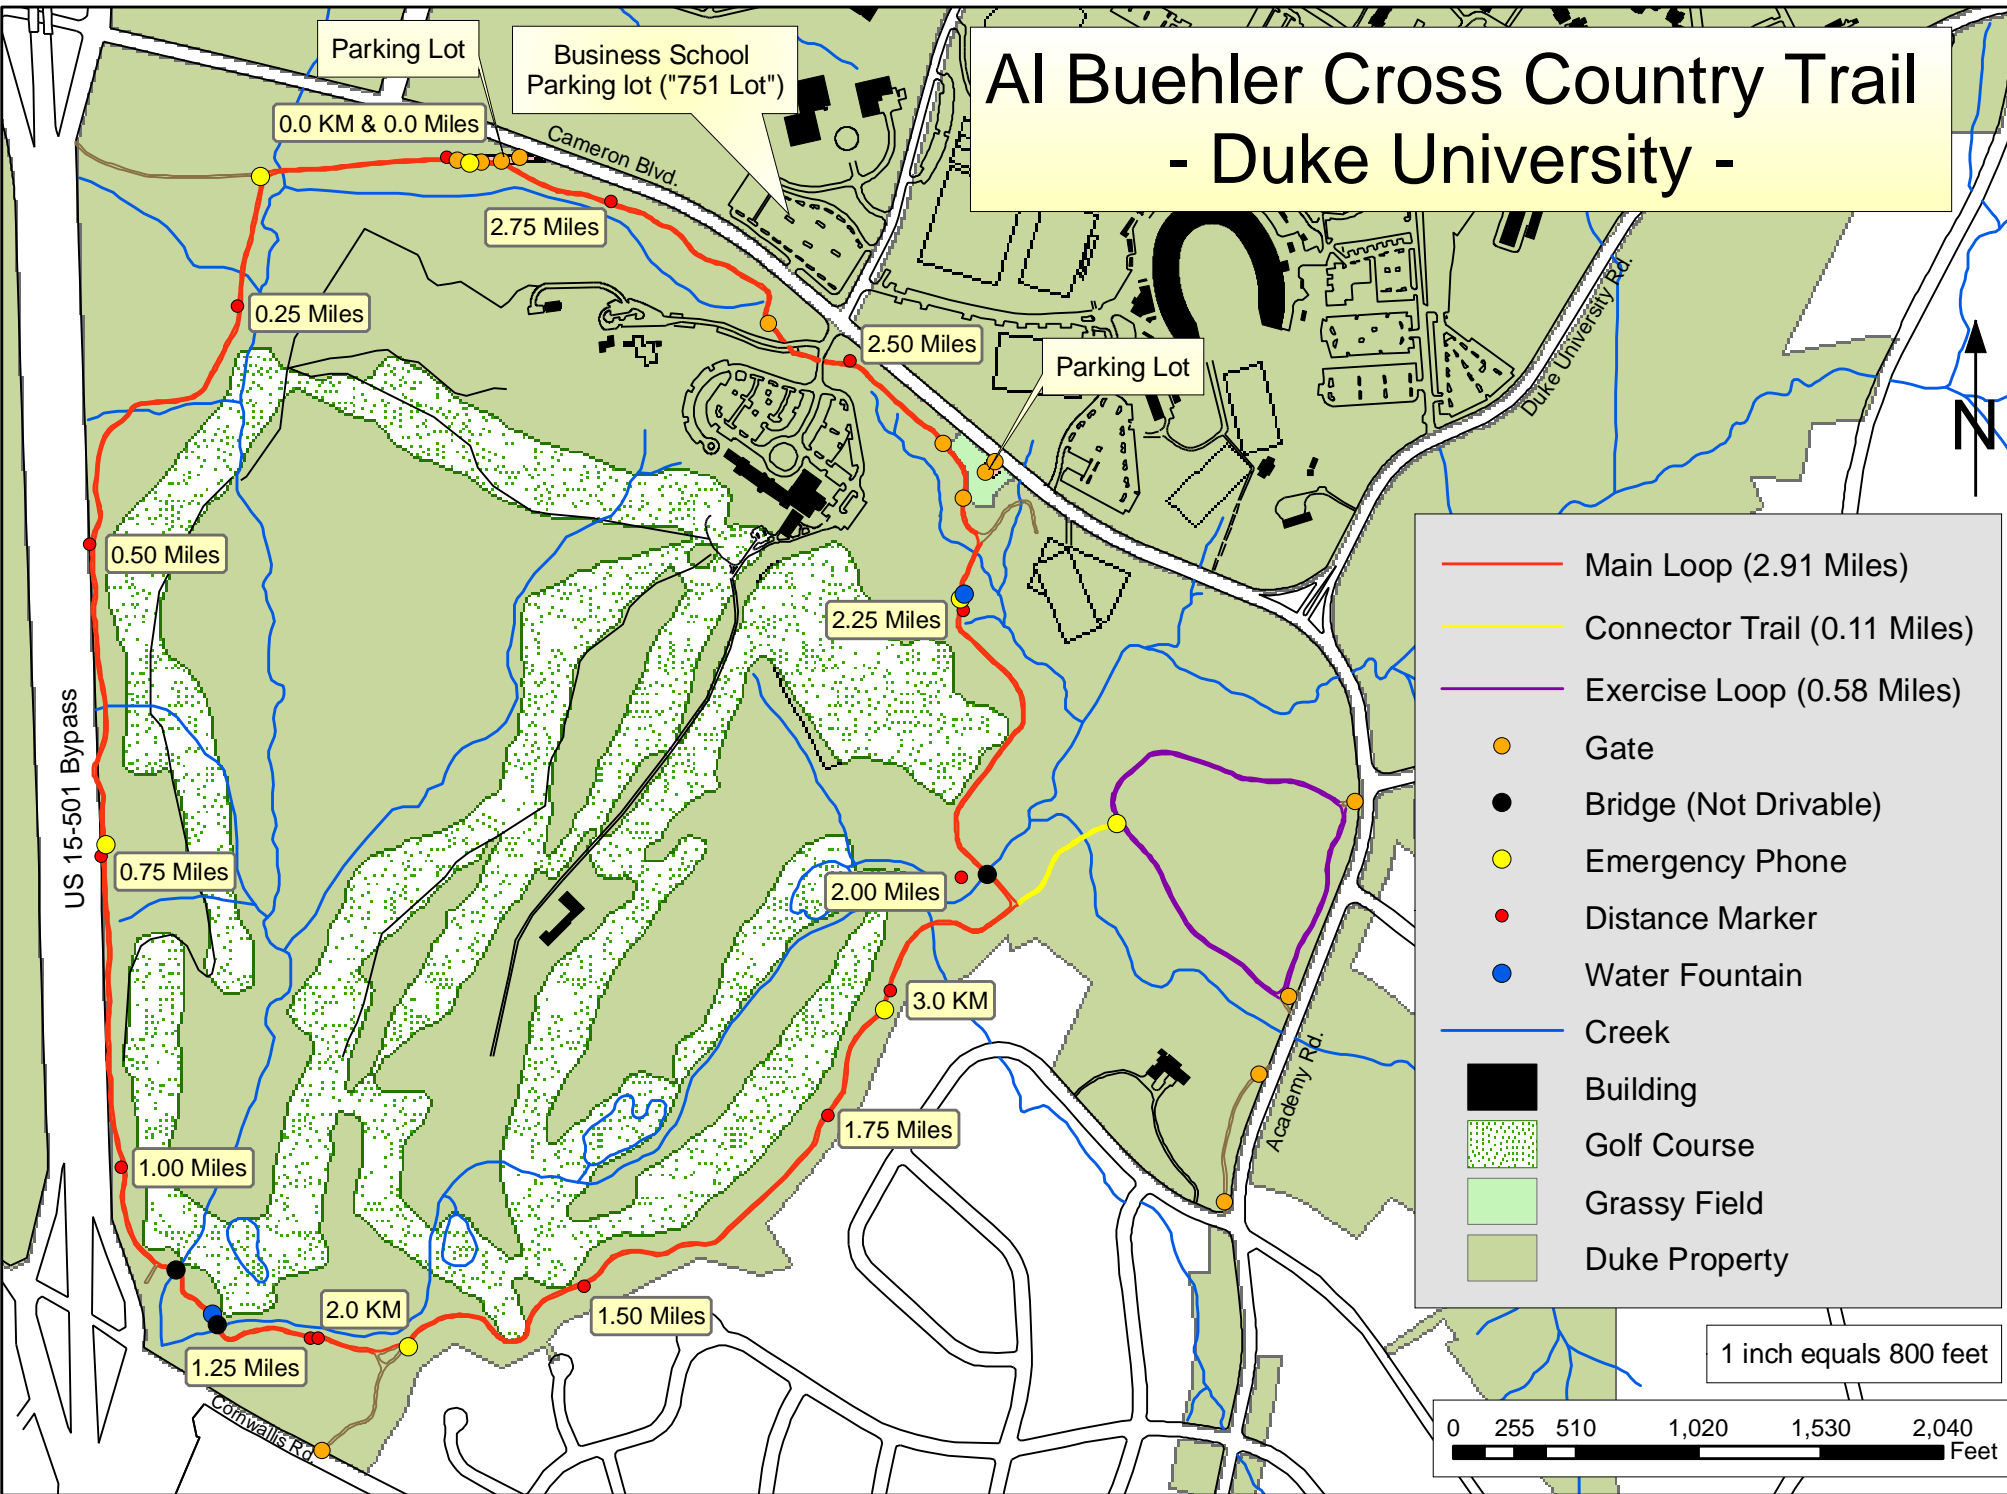 Al Buehler Cross Country Trail
- Duke University -
Parking Lot
Business School
Parking lot ("751 Lot")
0.0 KM & 0.0 Miles
Cameron Blvd.
2.75 Miles
0.25 Miles
2.50 Miles
Parking Lot
Duke University Rd.
N
0.50 Miles
2.25 Miles
US 15-501 Bypass
0.75 Miles
2.00 Miles
3.0 KM
1.75 Miles
Academy Rd.
1.00 Miles
2.0 KM
1.50 Miles
1.25 Miles
Cornwallis Rd.
Main Loop (2.91 Miles)
Connector Trail (0.11 Miles)
Exercise Loop (0.58 Miles)
Gate
Bridge (Not Drivable)
Emergency Phone
Distance Marker
Water Fountain
Creek
Building
Golf Course
Grassy Field
Duke Property
1 inch equals 800 feet
0 255 510 1,020 1,530 2,040
Feet